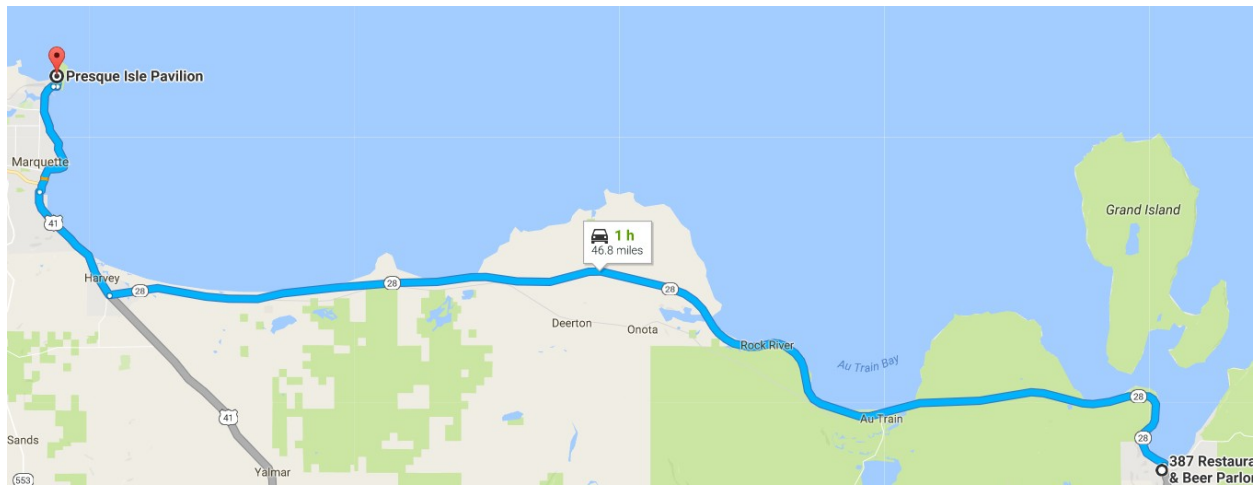 Presque Isle Pavilion
Marquette
Grand Island
41
1 h
46.8 miles
Harvey
28
28
28
Deerton
Onota
Rock River
Au Train Bay
28
Au Train
41
28
Sands
387 Restaura
Yalmar
& Beer Parlor
553